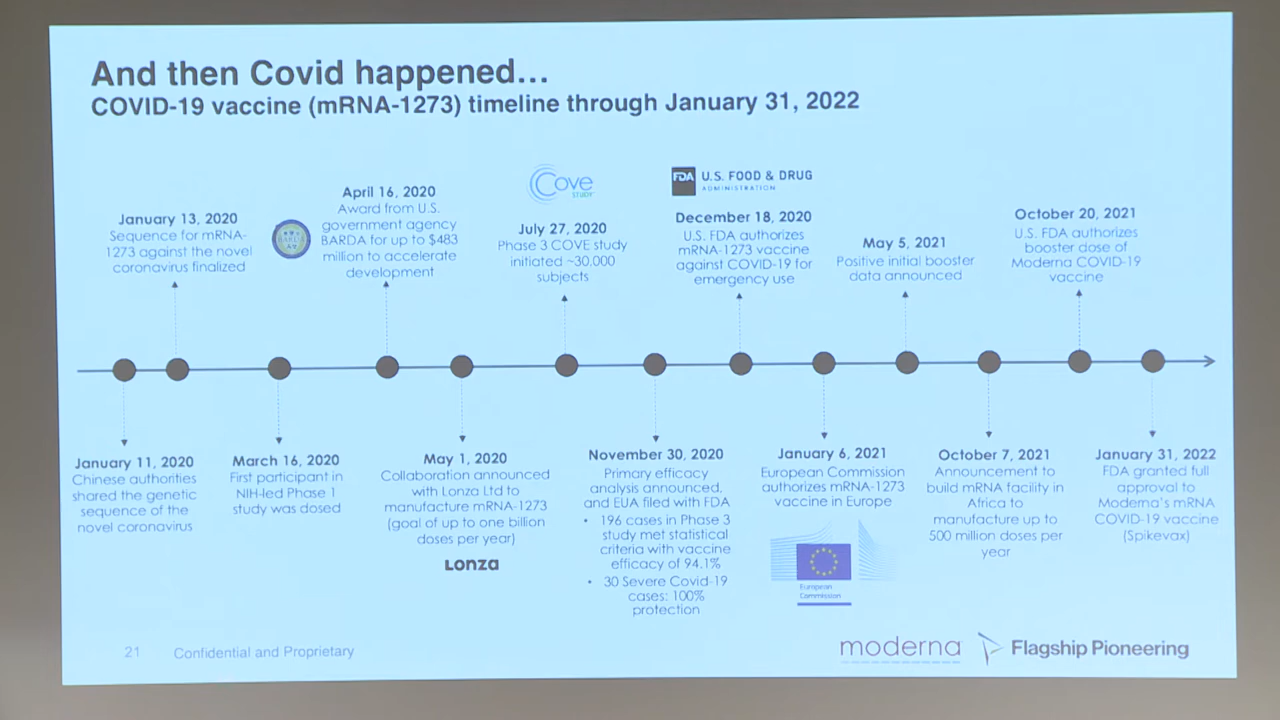 And then Covid happened...
COVID-19 vaccine (mRNA-1273) timeline through January 31, 2022
January 13, 2020
Sequence for mRNA-
1273 against the novel
coronavirus finalized
BARDA
April 16, 2020
Award from U.S.
government agency
BARDA for up to $483
million to accelerate
development
Cove
STUDY
July 27, 2020
Phase 3 COVE study
initiated ~30,000
subjects
FDA
U.S. FOOD & DRUG
ADMINISTRATION
December 18, 2020
U.S. FDA authorizes
mRNA-1273 vaccine
against COVID-19 for
emergency use
May 5, 2021
Positive initial booster
data announced
October 20, 2021
U.S. FDA authorizes
booster dose of
Moderna COVID-19
vaccine
January 11, 2020
Chinese authorities
shared the genetic
sequence of the
novel coronavirus
March 16, 2020
First participant in
NIH-led Phase 1
study was dosed
May 1, 2020
Collaboration announced
with Lonza Ltd to
manufacture mRNA-1273
(goal of up to one billion
doses per year)
Lonza
November 30, 2020
Primary efficacy
analysis announced,
and EUA filed with FDA
• 196 cases in Phase 3
study met statistical
criteria with vaccine
efficacy of 94.1%
• 30 Severe Covid-19
cases: 100%
protection
January 6, 2021
European Commission
authorizes mRNA-1273
vaccine in Europe
European
Commission
October 7, 2021
Announcement to
build mRNA facility in
Africa to
manufacture up to
500 million doses per
year
January 31, 2022
FDA granted full
approval to
Moderna's mRNA
COVID-19 vaccine
(Spikevax)
21 Confidential and Proprietary
moderna
Flagship Pioneering